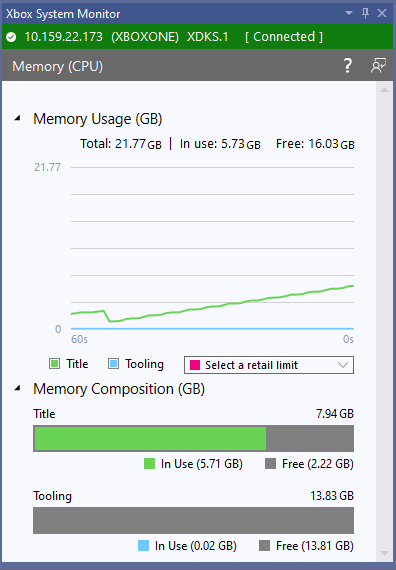 Xbox System Monitor
10.159.22.173 (XBOXONE) XDKS.1 [ Connected ]
Memory (CPU) ?
Memory Usage (GB)
Total: 21.77 GB | In use: 5.73 GB Free: 16.03 GB
21.77
0
60s 0s
Title Tooling Select a retail limit
Memory Composition (GB)
Title 7.94 GB
In Use (5.71 GB) Free (2.22 GB)
Tooling 13.83 GB
In Use (0.02 GB) Free (13.81 GB)